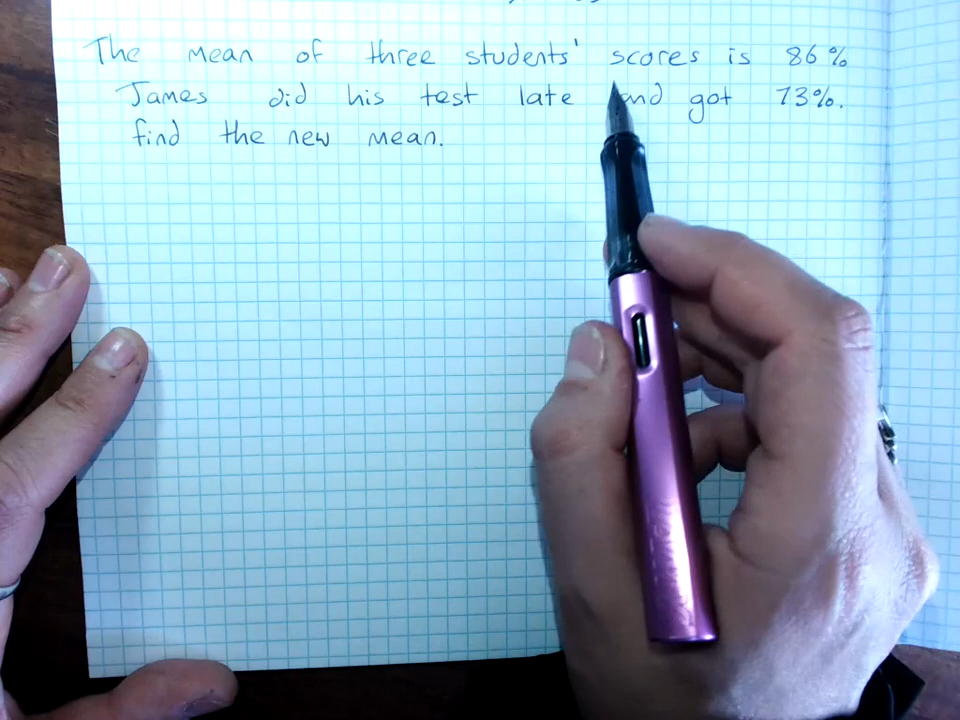 The mean of three students' scores is 86%
James did his test late and got 73%.
find the new mean.